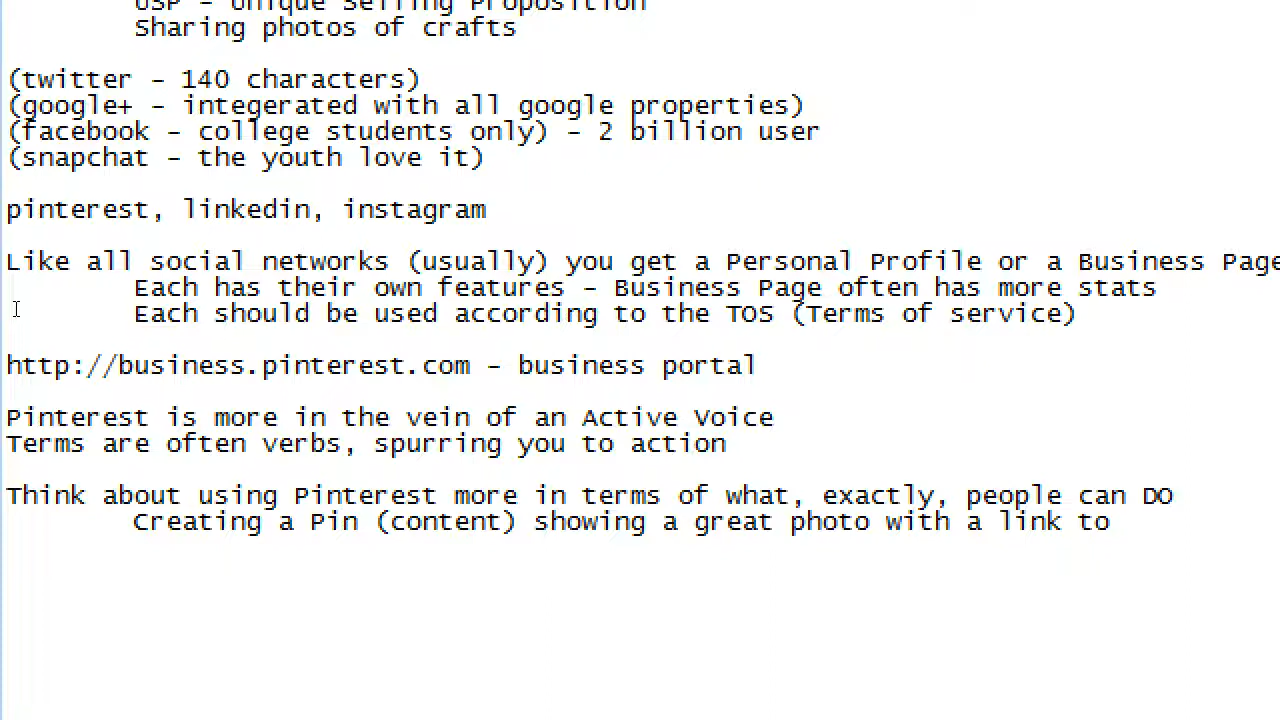 USP – Unique Selling Proposition
Sharing photos of crafts
(twitter – 140 characters)
(google+ – integerated with all google properties)
(facebook – college students only) – 2 billion user
(snapchat – the youth love it)
pinterest, linkedin, instagram
Like all social networks (usually) you get a Personal Profile or a Business Page
Each has their own features – Business Page often has more stats
Each should be used according to the TOS (Terms of service)
http://business.pinterest.com – business portal
Pinterest is more in the vein of an Active Voice
Terms are often verbs, spurring you to action
Think about using Pinterest more in terms of what, exactly, people can DO
Creating a Pin (content) showing a great photo with a link to